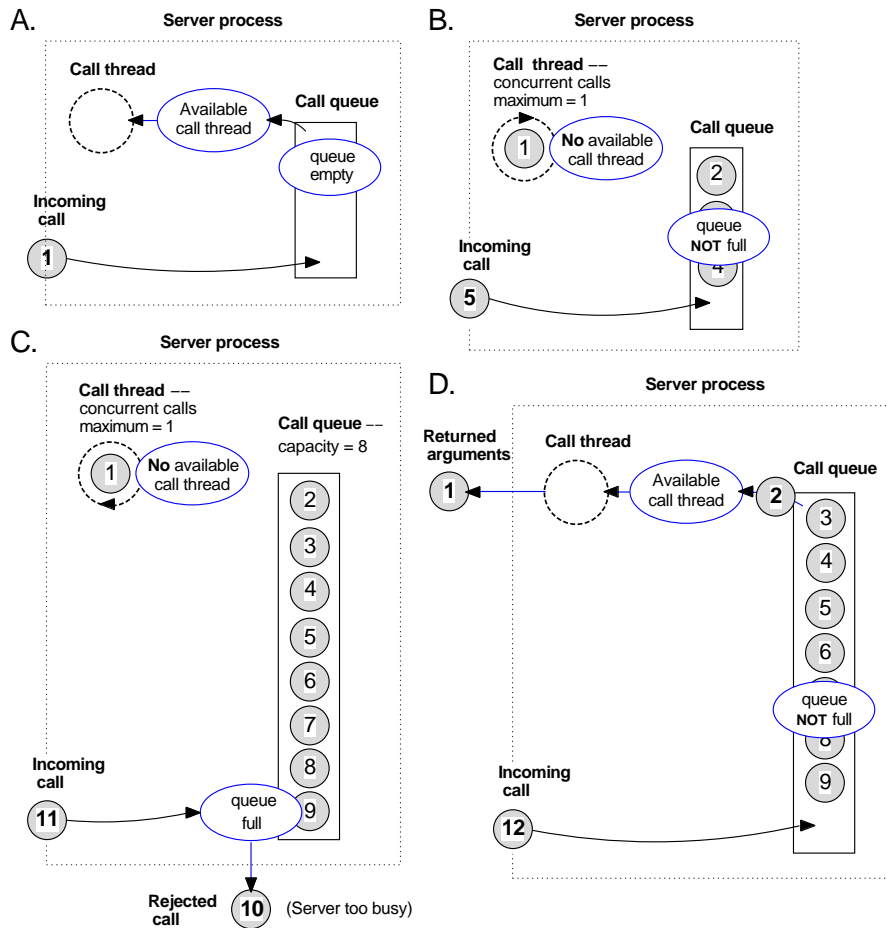 A.
Server process
Call thread
Available
call thread
Call queue
queue
empty
Incoming
call
1
B.
Server process
Call thread −−
concurrent calls
maximum = 1
1
No available
call thread
Call queue
2
queue
NOT full
4
Incoming
call
5
C.
Server process
Call thread −−
concurrent calls
maximum = 1
1
No available
call thread
Call queue −−
capacity = 8
2
3
4
5
6
7
8
9
Incoming
call
11
queue
full
Rejected
call
10
(Server too busy)
D.
Server process
Returned
arguments
1
Call thread
Available
call thread
2
Call queue
3
4
5
6
queue
NOT full
8
9
Incoming
call
12